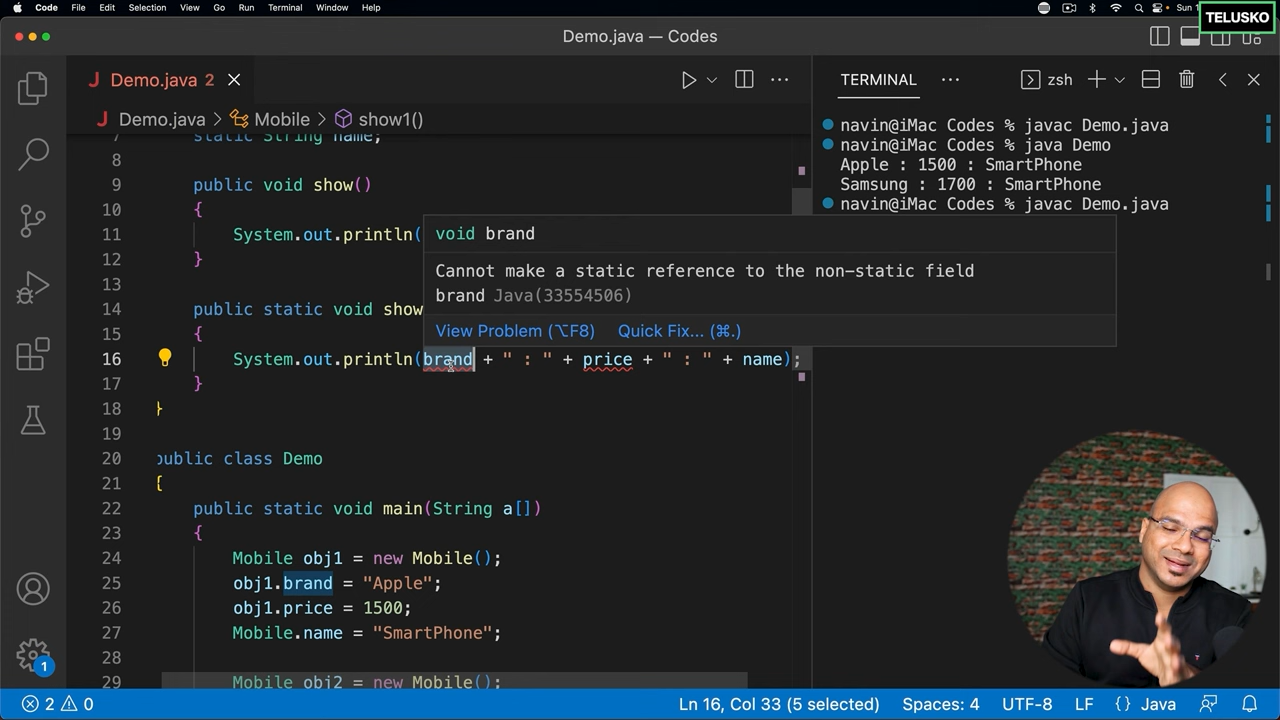 Code File Edit Selection View Go Run Terminal Window Help
Sun 1
TELUSKO
Demo.java — Codes
J Demo.java 2
TERMINAL
zsh
J Demo.java > Mobile > show1()
7 static String name;
8
9 public void show()
10 {
11 System.out.println(
12 }
13
14 public static void show
15 {
16 System.out.println(brand + " : " + price + " : " + name);
17 }
18 }
19
20 public class Demo
21 {
22 public static void main(String a[])
23 {
24 Mobile obj1 = new Mobile();
25 obj1.brand = "Apple";
26 obj1.price = 1500;
27 Mobile.name = "SmartPhone";
28
29 Mobile obj2 = new Mobile();
void brand
Cannot make a static reference to the non-static field
brand Java(33554506)
View Problem (⌥F8) Quick Fix... (⌘.)
navin@iMac Codes % javac Demo.java
navin@iMac Codes % java Demo
Apple : 1500 : SmartPhone
Samsung : 1700 : SmartPhone
navin@iMac Codes % javac Demo.java
1
2 0
Ln 16, Col 33 (5 selected) Spaces: 4 UTF-8 LF {} Java